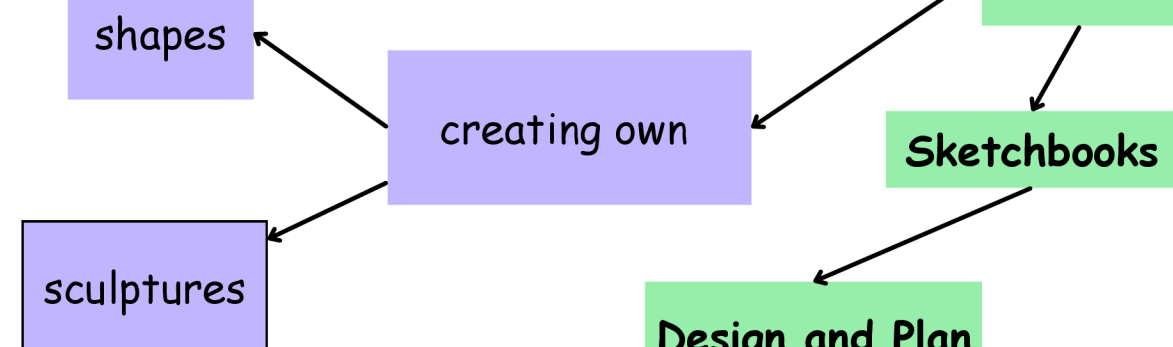 shapes
creating own
Sketchbooks
sculptures
Design and Plan